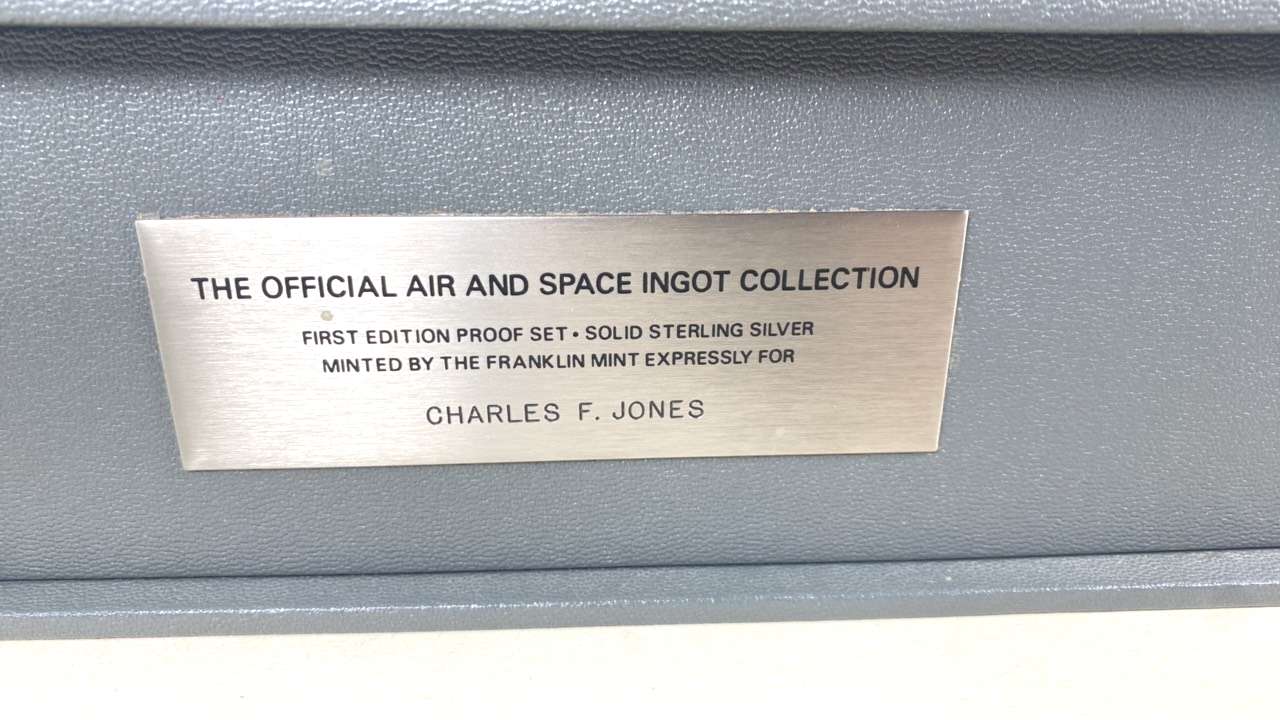 THE OFFICIAL AIR AND SPACE INGOT COLLECTION
FIRST EDITION PROOF SET • SOLID STERLING SILVER
MINTED BY THE FRANKLIN MINT EXPRESSLY FOR
CHARLES F. JONES